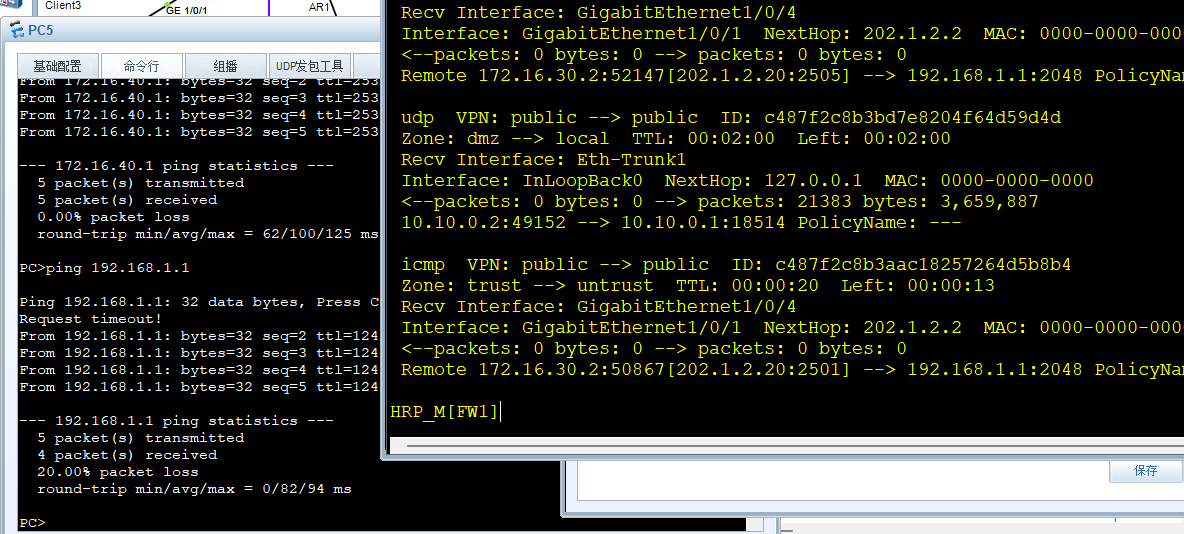 Client3
GE 1/0/1
AR1
PC5
基础配置
命令行
组播
UDP发包工具
From 172.16.40.1: bytes=32 seq=2 ttl=253
From 172.16.40.1: bytes=32 seq=3 ttl=253
From 172.16.40.1: bytes=32 seq=4 ttl=253
From 172.16.40.1: bytes=32 seq=5 ttl=253
--- 172.16.40.1 ping statistics ---
5 packet(s) transmitted
5 packet(s) received
0.00% packet loss
round-trip min/avg/max = 62/100/125 ms
PC>ping 192.168.1.1
Ping 192.168.1.1: 32 data bytes, Press C
Request timeout!
From 192.168.1.1: bytes=32 seq=2 ttl=124
From 192.168.1.1: bytes=32 seq=3 ttl=124
From 192.168.1.1: bytes=32 seq=4 ttl=124
From 192.168.1.1: bytes=32 seq=5 ttl=124
--- 192.168.1.1 ping statistics ---
5 packet(s) transmitted
4 packet(s) received
20.00% packet loss
round-trip min/avg/max = 0/82/94 ms
PC>
Recv Interface: GigabitEthernet1/0/4
Interface: GigabitEthernet1/0/1  NextHop: 202.1.2.2  MAC: 0000-0000-000
<--packets: 0 bytes: 0 --> packets: 0 bytes: 0
Remote 172.16.30.2:52147[202.1.2.20:2505] --> 192.168.1.1:2048 PolicyNa
udp  VPN: public --> public  ID: c487f2c8b3bd7e8204f64d59d4d
Zone: dmz --> local  TTL: 00:02:00  Left: 00:02:00
Recv Interface: Eth-Trunk1
Interface: InLoopBack0  NextHop: 127.0.0.1  MAC: 0000-0000-0000
<--packets: 0 bytes: 0 --> packets: 21383 bytes: 3,659,887
10.10.0.2:49152 --> 10.10.0.1:18514 PolicyName: ---
icmp  VPN: public --> public  ID: c487f2c8b3aac18257264d5b8b4
Zone: trust --> untrust  TTL: 00:00:20  Left: 00:00:13
Recv Interface: GigabitEthernet1/0/4
Interface: GigabitEthernet1/0/1  NextHop: 202.1.2.2  MAC: 0000-0000-000
<--packets: 0 bytes: 0 --> packets: 0 bytes: 0
Remote 172.16.30.2:50867[202.1.2.20:2501] --> 192.168.1.1:2048 PolicyNa
HRP_M[FW1]
保存